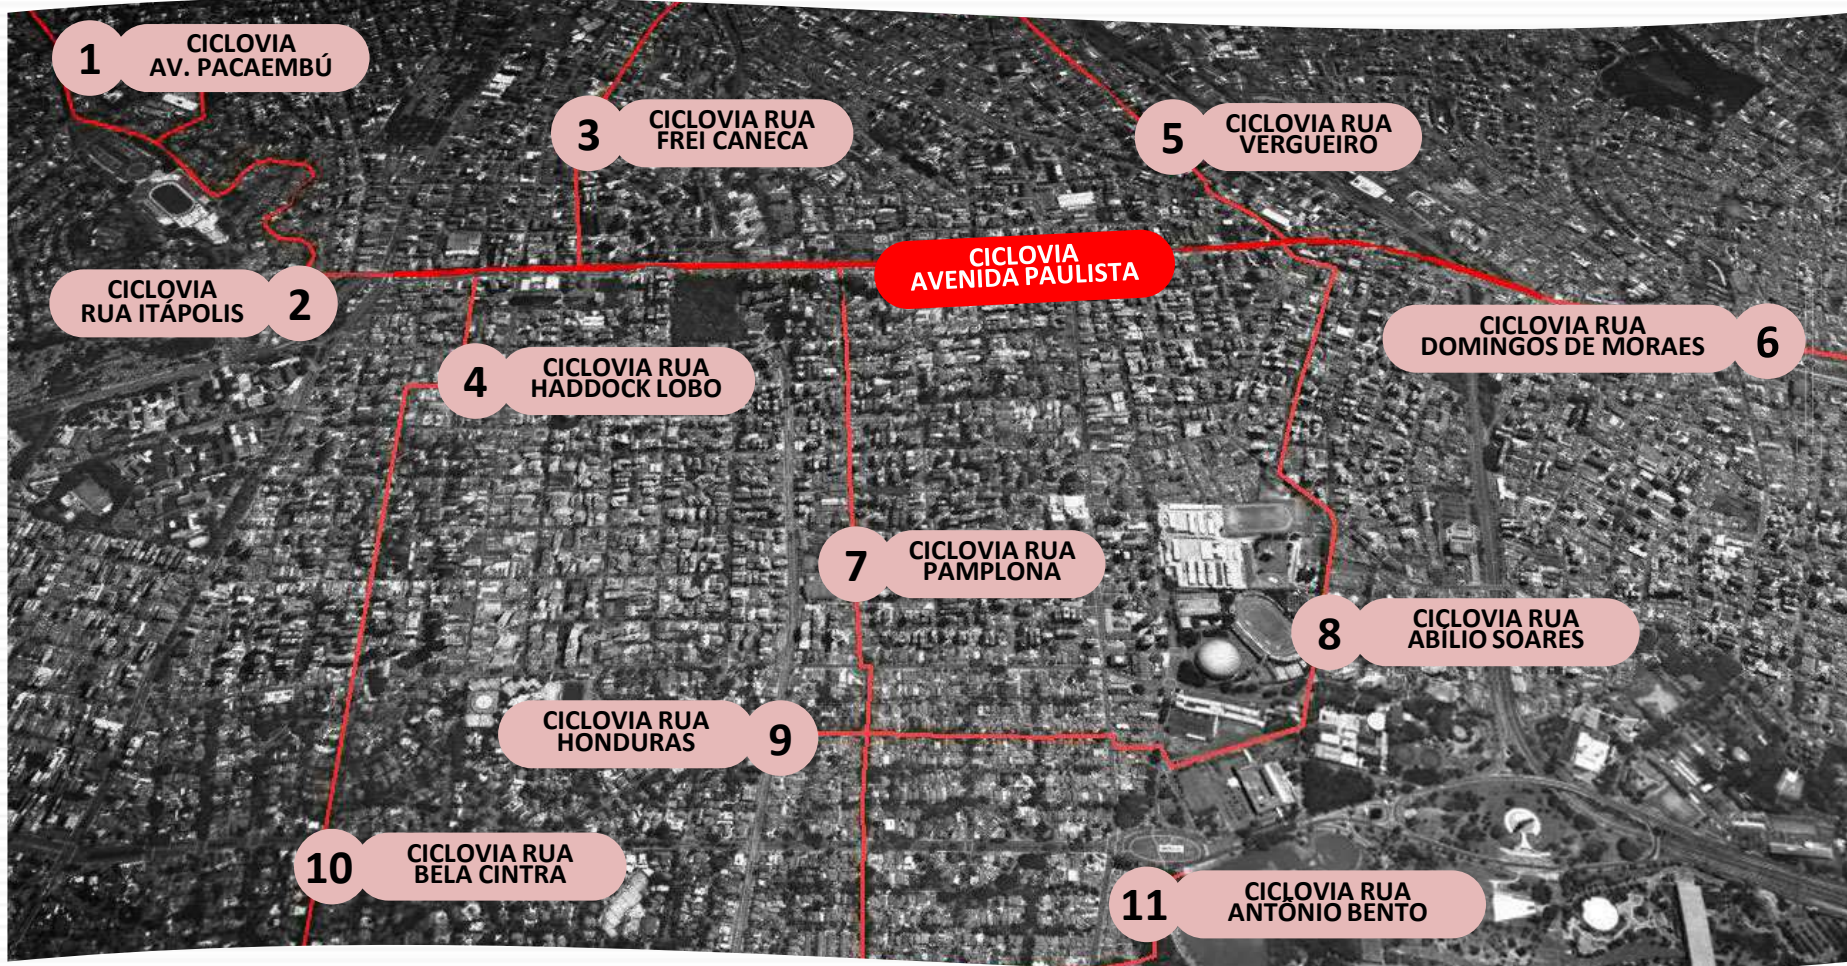 1
CICLOVIA
AV. PACAEMBÚ
3
CICLOVIA RUA
FREI CANECA
5
CICLOVIA RUA
VERGUEIRO
CICLOVIA
AVENIDA PAULISTA
CICLOVIA
RUA ITÁPOLIS
2
CICLOVIA RUA
DOMINGOS DE MORAES
6
4
CICLOVIA RUA
HADDOCK LOBO
7
CICLOVIA RUA
PAMPLONA
8
CICLOVIA RUA
ABILIO SOARES
CICLOVIA RUA
HONDURAS
9
10
CICLOVIA RUA
BELA CINTRA
11
CICLOVIA RUA
ANTÔNIO BENTO